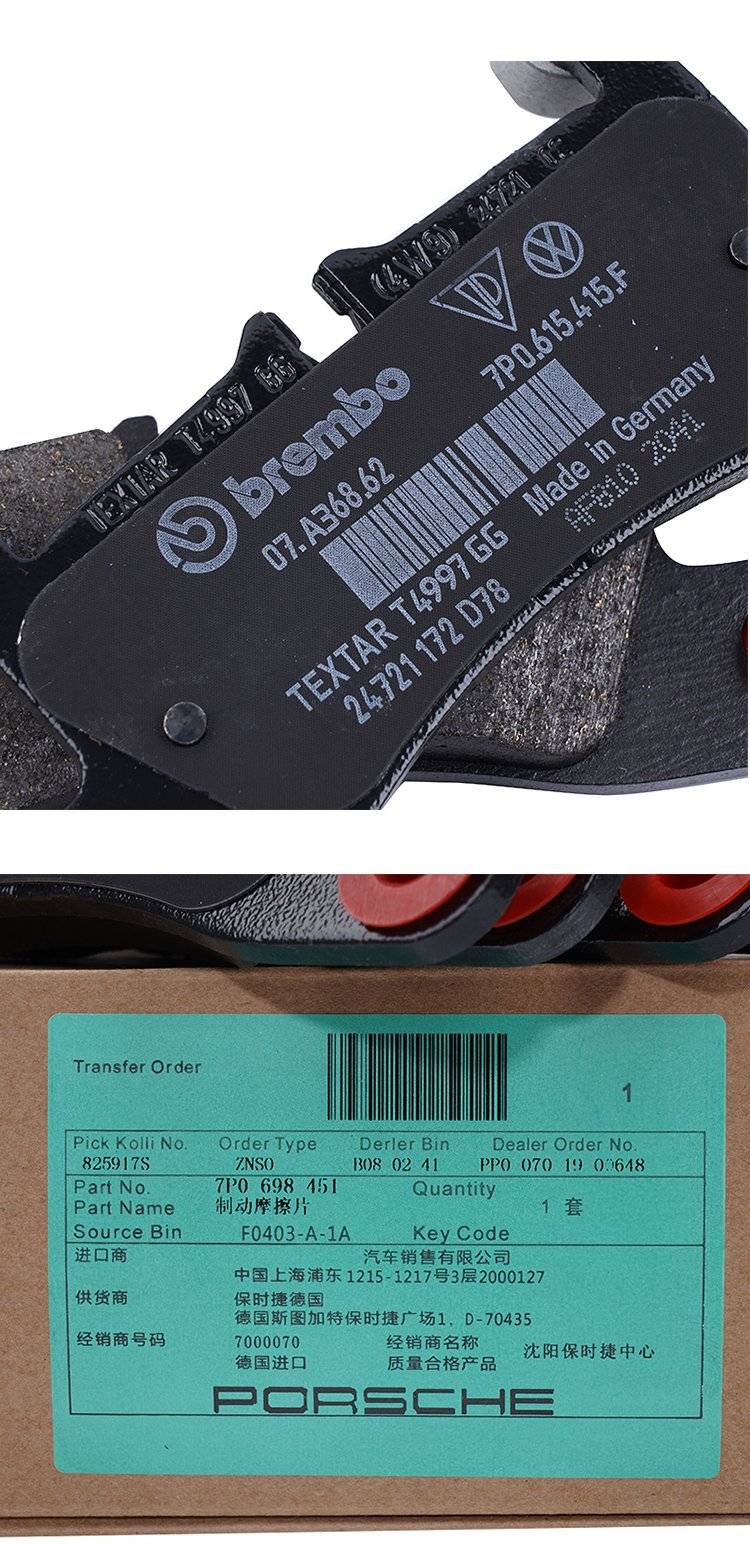 (4W9) 24721
7P0.615.415.F
brembo
TEXTAR T4997 GG
07.A368.62
Made in Germany
AF810 2041
TEXTAR T4997 GG
24721 172 D78
Transfer Order
1
Pick Kolli No. Order Type Derler Bin Dealer Order No.
825917S ZNSO B08 02 41 PP0 070 19 00648
Part No. 7P0 698 451 Quantity
Part Name 制动摩擦片 1 套
Source Bin F0403-A-1A Key Code
进口商 汽车销售有限公司
中国上海浦东1215-1217号3层2000127
供货商 保时捷德国
德国斯图加特保时捷广场1, D-70435
经销商号码 7000070 经销商名称 沈阳保时捷中心
德国进口 质量合格产品
PORSCHE